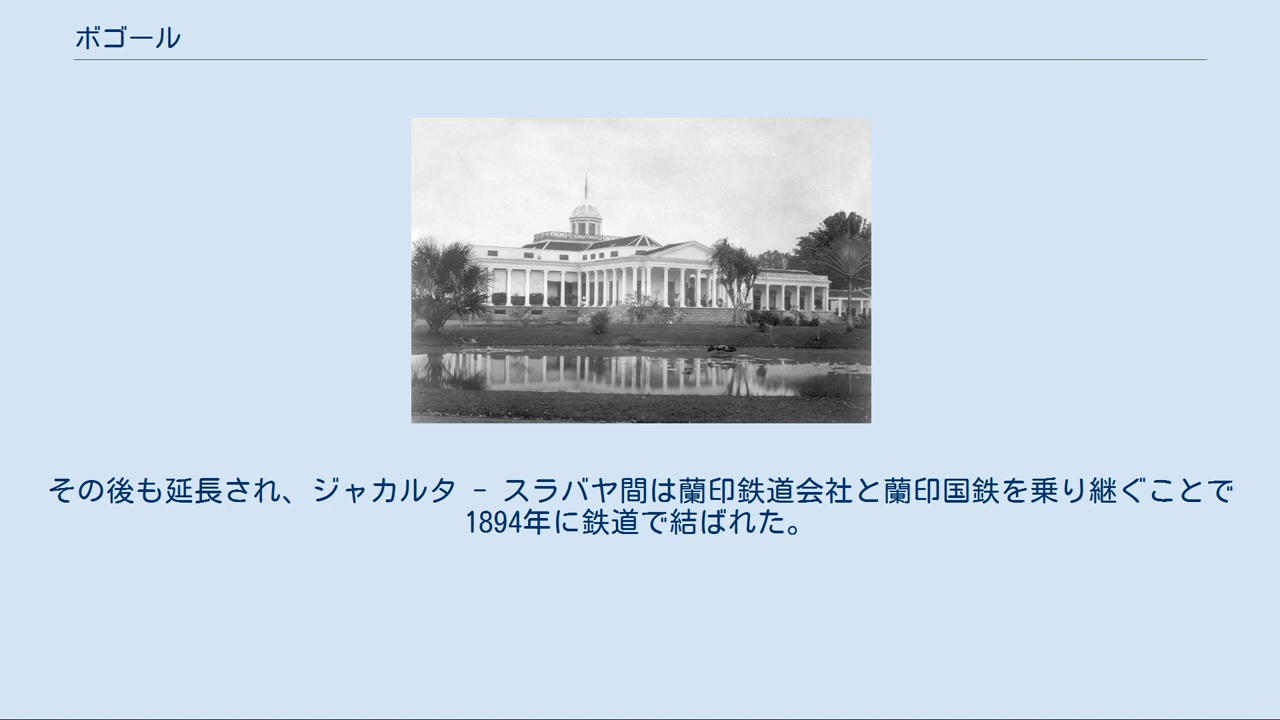 ボゴール
その後も延長され、ジャカルタ － スラバヤ間は蘭印鉄道会社と蘭印国鉄を乗り継ぐことで
1894年に鉄道で結ばれた。